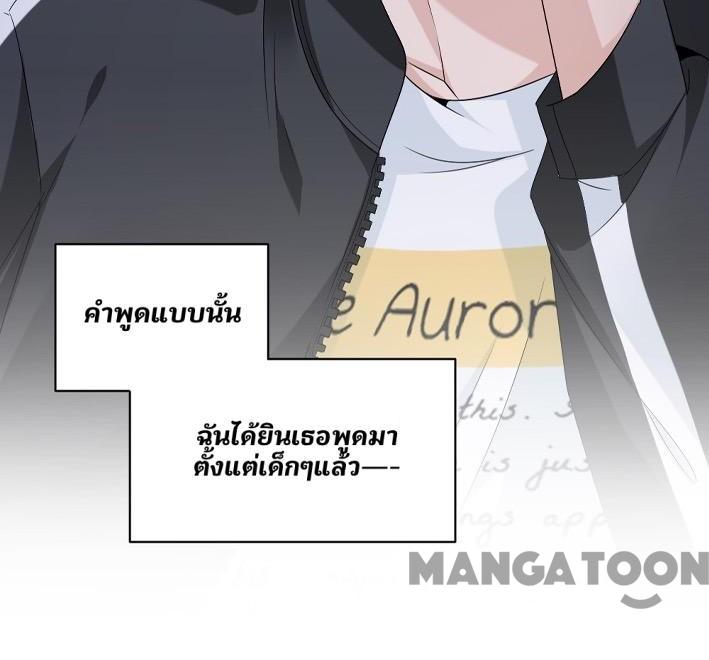 คำพูดแบบนั้น
ฉันได้ยินเธอพูดมา
ตั้งแต่เด็กๆแล้ว—-
Auror
this.
is jus
MANGATOON